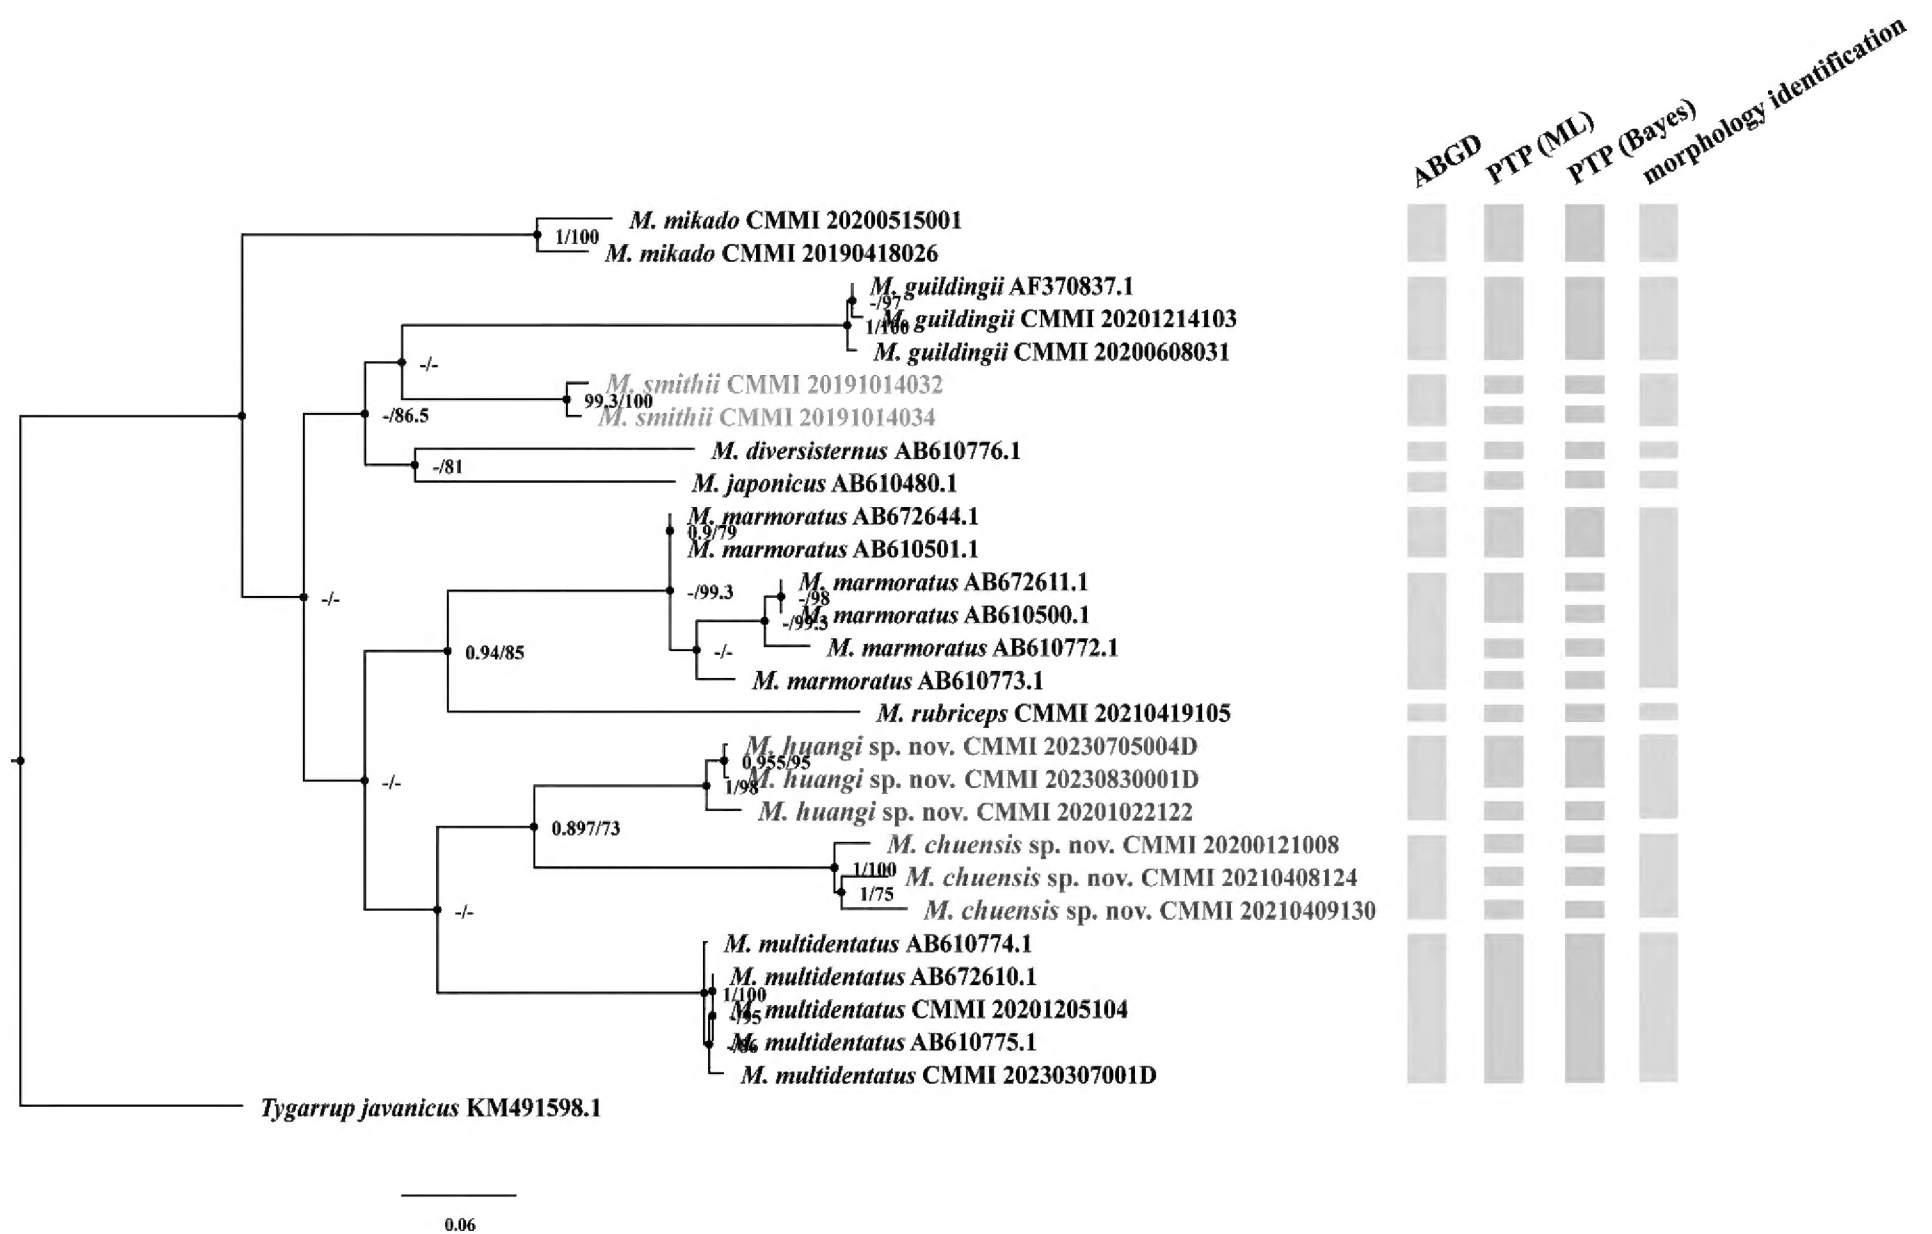 ABGD
PTP (ML)
PTP (Bayes)
morphology identification
M. mikado CMMI 20200515001
1/100
M. mikado CMMI 20190418026
M. guildingii AF370837.1
-/97
M. guildingii CMMI 20201214103
1/100
M. guildingii CMMI 20200608031
-/-
M. smithii CMMI 20191014032
99.3/100
-/86.5
M. smithii CMMI 20191014034
M. diversisternus AB610776.1
-/81
M. japonicus AB610480.1
M. marmoratus AB672644.1
0.9/79
M. marmoratus AB610501.1
M. marmoratus AB672611.1
-/99.3
-/98
-/-
M. marmoratus AB610500.1
-/99.3
M. marmoratus AB610772.1
-/-
0.94/85
M. marmoratus AB610773.1
M. rubriceps CMMI 20210419105
M. huangi sp. nov. CMMI 20230705004D
0.955/95
M. huangi sp. nov. CMMI 20230830001D
-/-
1/98
M. huangi sp. nov. CMMI 20201022122
0.897/73
M. chuensis sp. nov. CMMI 20200121008
1/100
M. chuensis sp. nov. CMMI 20210408124
1/75
M. chuensis sp. nov. CMMI 20210409130
-/-
M. multidentatus AB610774.1
M. multidentatus AB672610.1
1/100
M. multidentatus CMMI 20201205104
-/95
M. multidentatus AB610775.1
-/86
M. multidentatus CMMI 20230307001D
Tygarrup javanicus KM491598.1
0.06